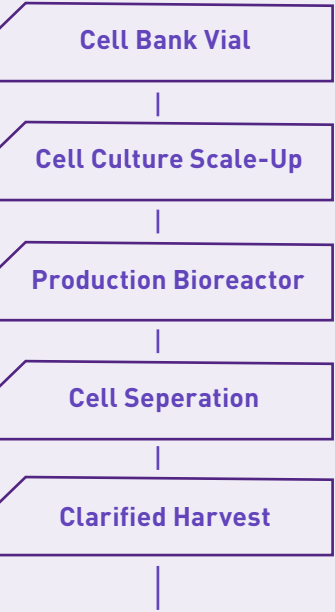 Cell Bank Vial
Cell Culture Scale-Up
Production Bioreactor
Cell Seperation
Clarified Harvest